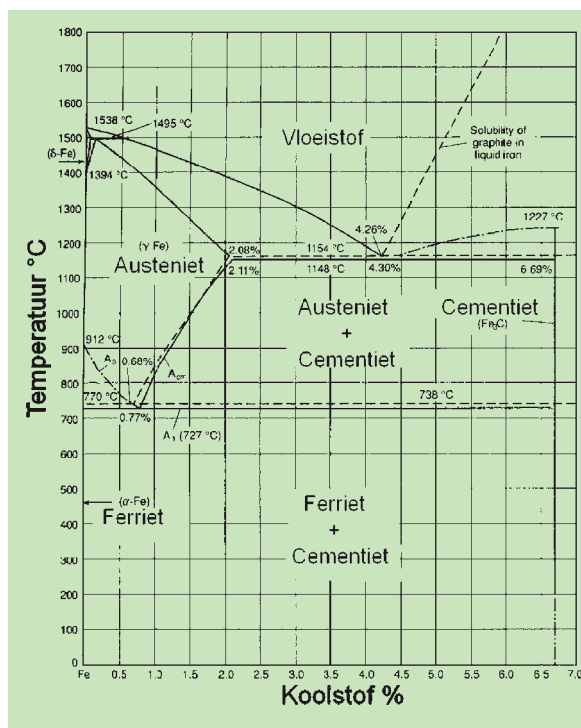 1800
1700
1600
1500
1400
1300
1200
1100
1000
900
800
700
600
500
400
300
200
100
0
Temperatuur °C
1538 °C
1495 °C
(δ-Fe)
1394 °C
Vloeistof
Solubility of
graphite in
liquid iron
1227 °C
4.26%
(γ Fe)
Austeniet
2.08%
1154 °C
2.11%
1148 °C
4.30%
6 69%
Austeniet
+
Cementiet
Cementiet
(Fe3C)
912 °C
A3
0.68%
Acm
770 °C
738 °C
0.77%
A1 (727 °C)
(α-Fe)
Ferriet
Ferriet
+
Cementiet
Fe
0.5
1.0
1.5
2.0
2.5
3.0
3.5
4.0
4.5
5.0
5.5
6.0
6.5
7.0
Koolstof %